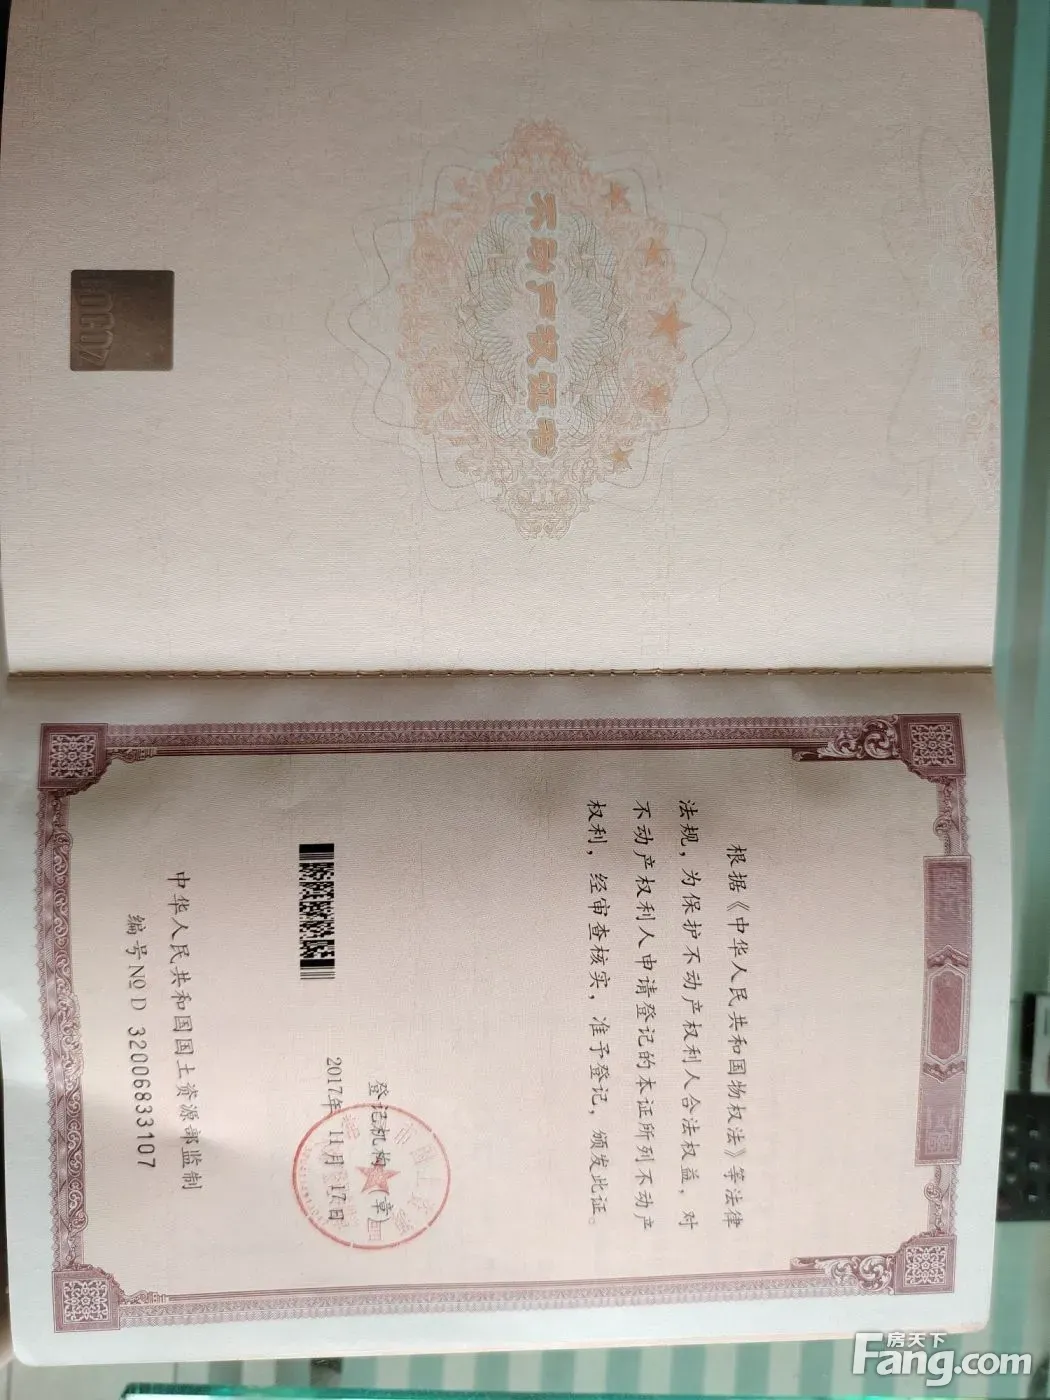 不动产权证书
根据《中华人民共和国物权法》等法律
法规，为保护不动产权利人合法权益，对
不动产权利人申请登记的本证所列不动产
权利，经审查核实，准予登记，颁发此证。
登记机构（章）
2017年 11月 17日
中华人民共和国国土资源部监制
编号№ D 32006833107
房天下
Fang.com